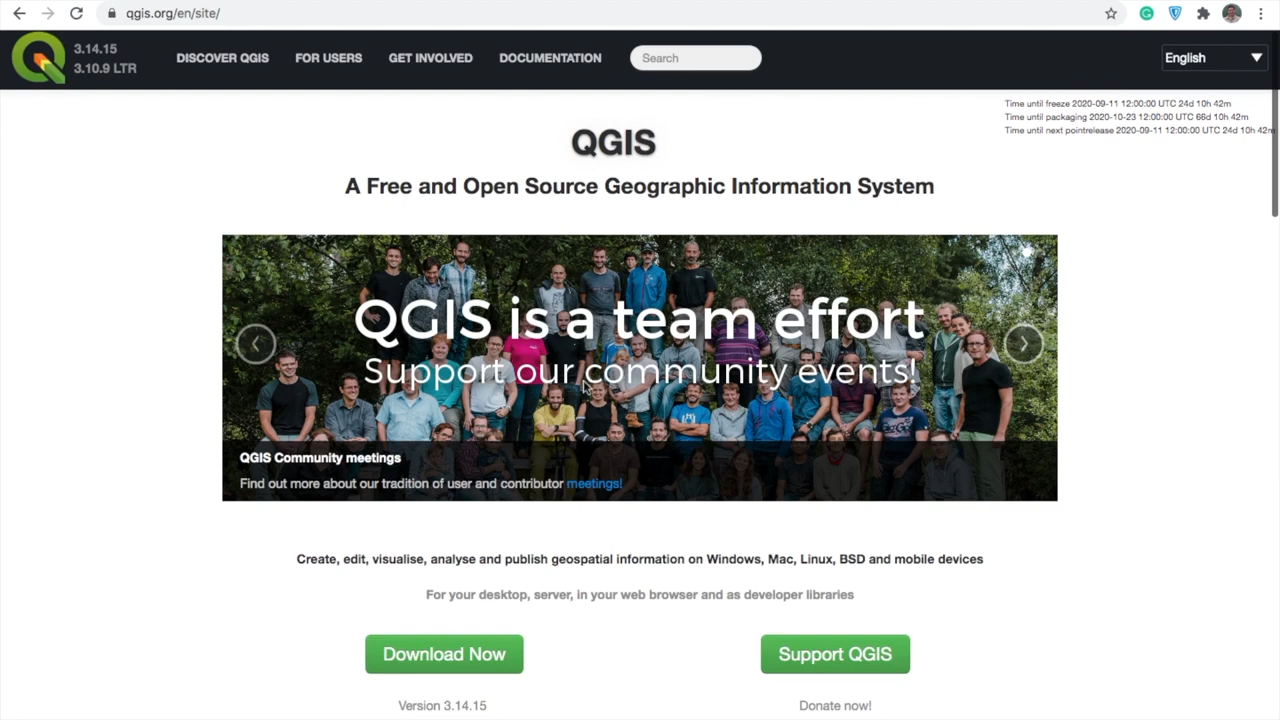 qgis.org/en/site/
3.14.15
3.10.9 LTR
DISCOVER QGIS FOR USERS GET INVOLVED DOCUMENTATION Search English
Time until freeze 2020-09-11 12:00:00 UTC 24d 10h 42m
Time until packaging 2020-10-23 12:00:00 UTC 66d 10h 42m
Time until next pointrelease 2020-09-11 12:00:00 UTC 24d 10h 42m
QGIS
A Free and Open Source Geographic Information System
QGIS is a team effort
Support our community events!
QGIS Community meetings
Find out more about our tradition of user and contributor meetings!
Create, edit, visualise, analyse and publish geospatial information on Windows, Mac, Linux, BSD and mobile devices
For your desktop, server, in your web browser and as developer libraries
Download Now Support QGIS
Version 3.14.15 Donate now!